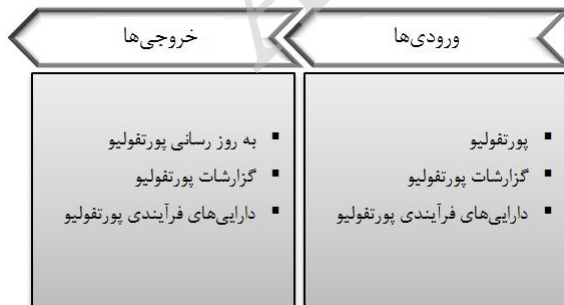 ورودی‌ها
پورتفولیو
گزارشات پورتفولیو
دارایی‌های فرآیندی پورتفولیو
خروجی‌ها
به روز رسانی پورتفولیو
گزارشات پورتفولیو
دارایی‌های فرآیندی پورتفولیو